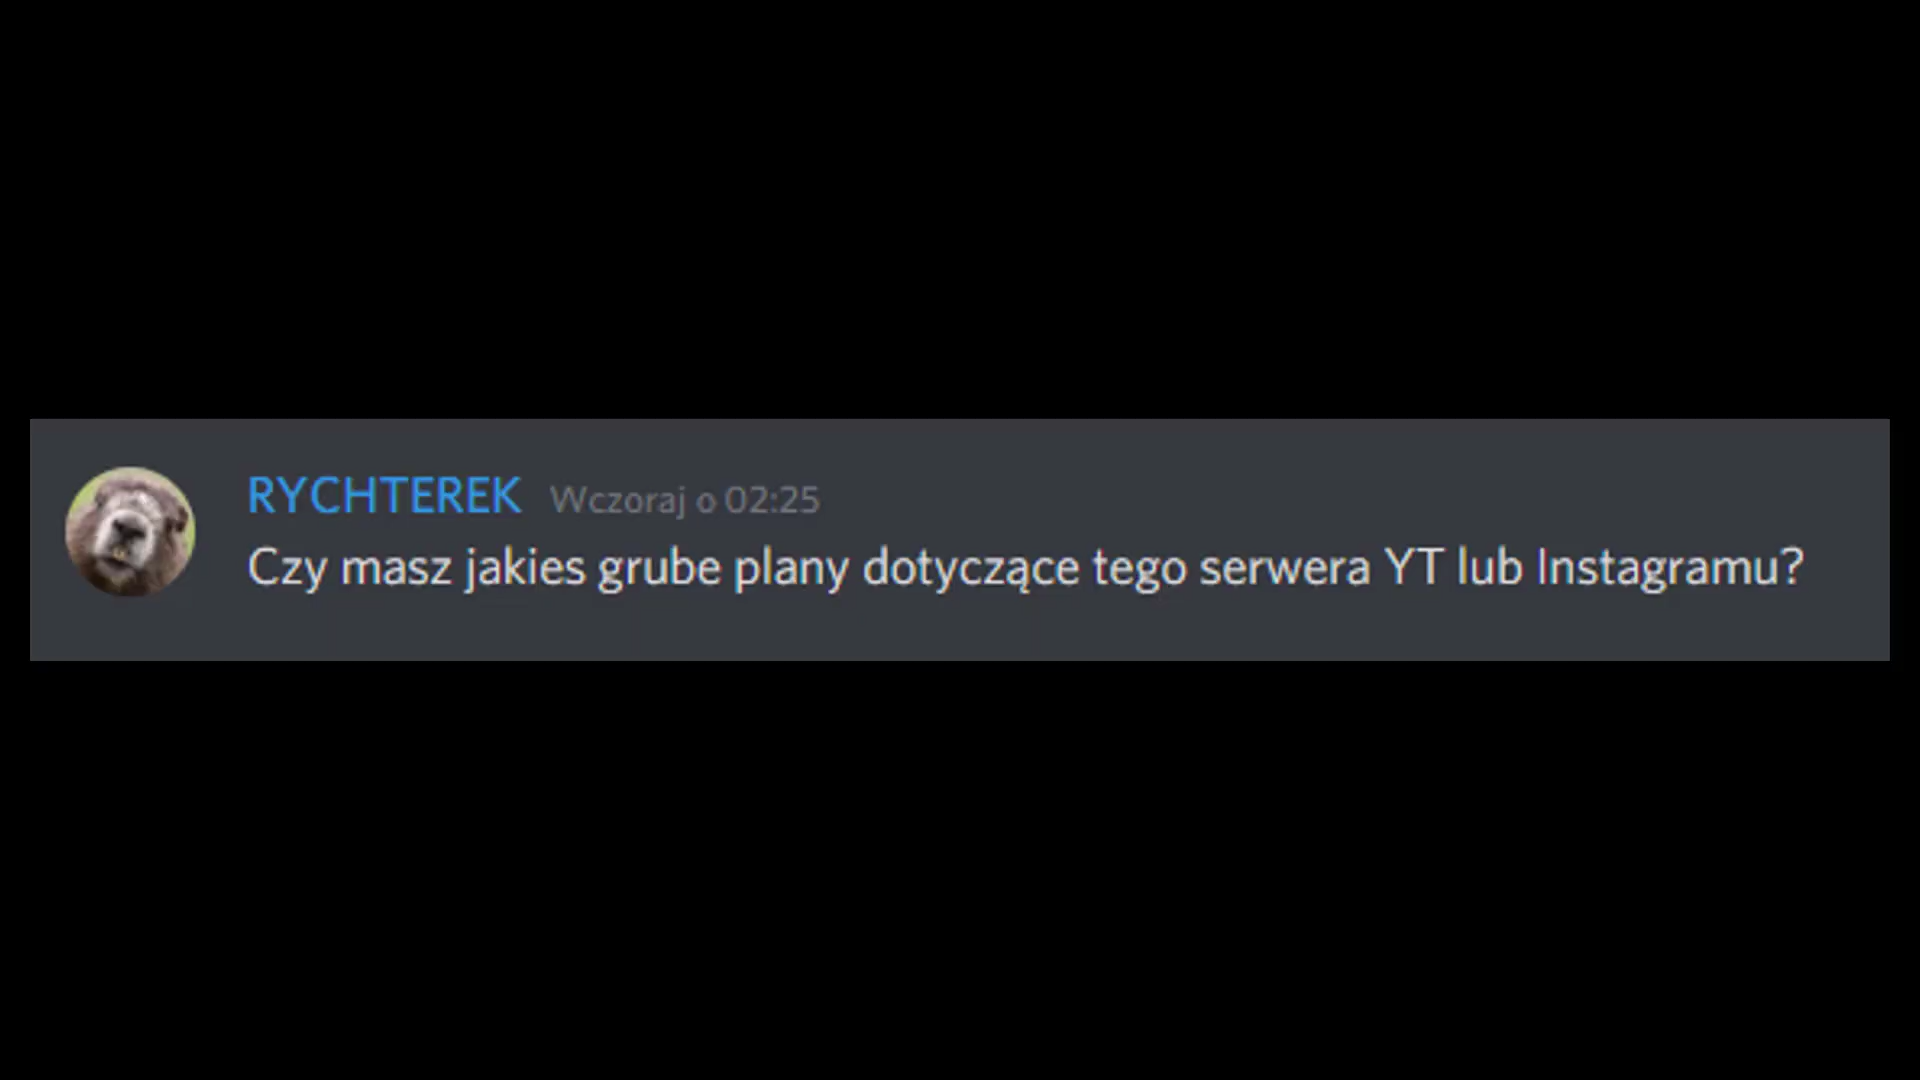 RYCHTEREK Wczoraj o 02:25
Czy masz jakies grube plany dotyczące tego serwera YT lub Instagramu?